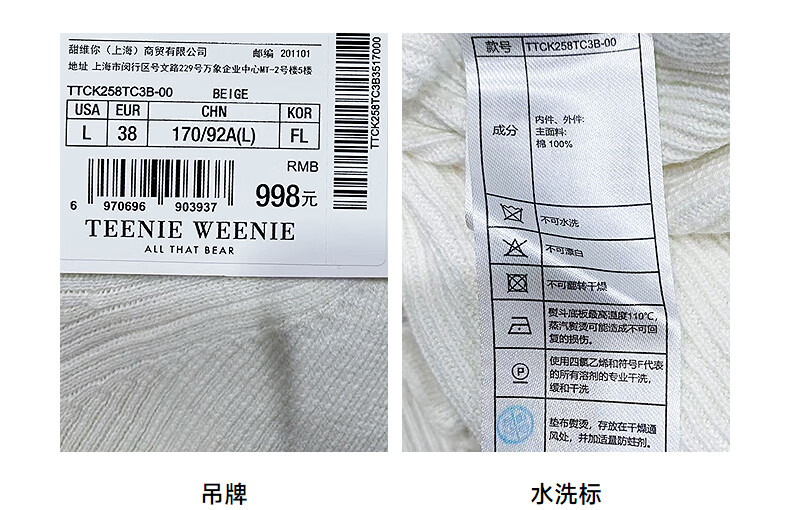 甜维你（上海）商贸有限公司 邮编 201101
地址 上海市闵行区号文路229号万象企业中心MT-2号楼5楼
TTCK258TC3B-00 BEIGE
USA EUR CHN KOR
L 38 170/92A(L) FL
RMB
998元
6 970696 903937
TEENIE WEENIE
ALL THAT BEAR
TTCK258TC3B3517000
款号 TTCK258TC3B-00
成分
内件、外件:
主面料:
棉 100%
不可水洗
不可漂白
不可翻转干燥
熨斗底板最高温度110℃,
蒸汽熨烫可能造成不可回
复的损伤。
P
使用四氯乙烯和符号F代表
的所有溶剂的专业干洗,
缓和干洗
垫布熨烫，存放在干燥通
风处，并加适量防蛀剂。
吊牌
水洗标